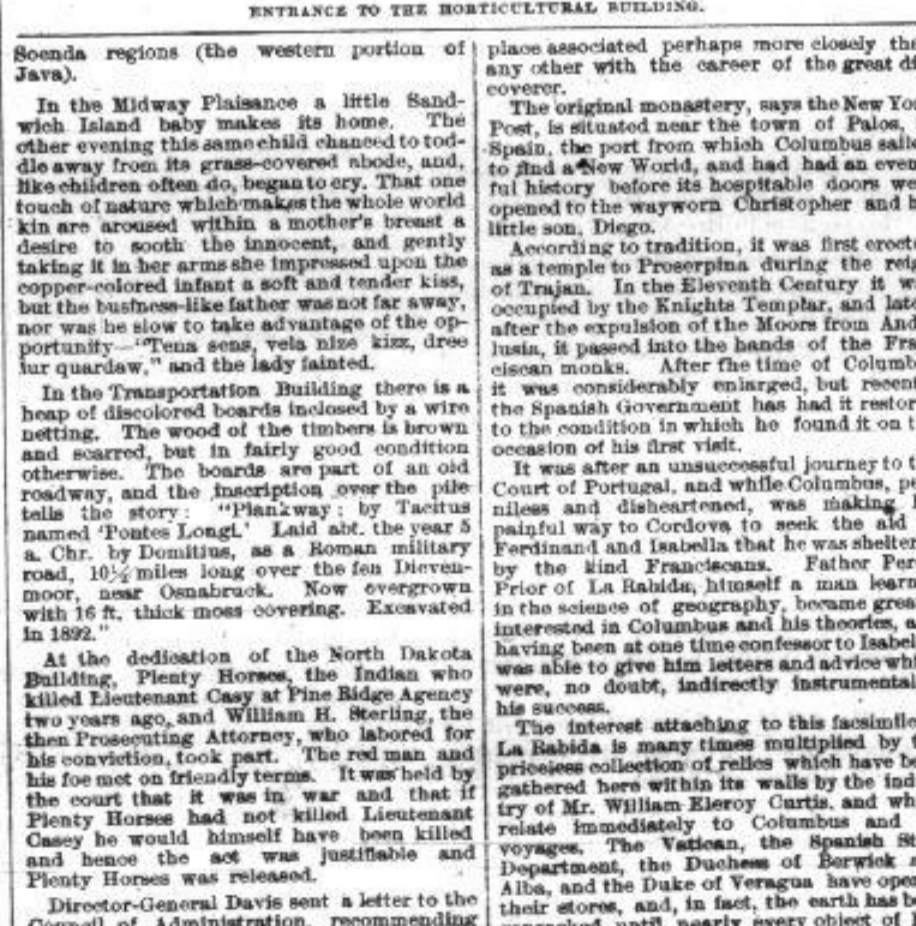 ENTRANCE TO THE HORTICULTURAL BUILDING.
Soenda regions (the western portion of
Java).
In the Midway Plaisance a little Sand-
wich Island baby makes its home. The
other evening this same child chanced to tod-
dle away from its grass-covered abode, and,
like children often do, began to cry. That one
touch of nature which makes the whole world
kin are aroused within a mother's breast a
desire to sooth the innocent, and gently
taking it in her arms she impressed upon the
copper-colored infant a soft and tender kiss,
but the business-like father was not far away,
nor was he slow to take advantage of the op-
portunity—"Tena sens, vela nize kizz, dree
fur quardaw," and the lady fainted.
In the Transportation Building there is a
heap of discolored boards inclosed by a wire
netting. The wood of the timbers is brown
and scarred, but in fairly good condition
otherwise. The boards are part of an old
roadway, and the inscription over the pile
tells the story: "Plankway; by Tacitus
named 'Pontes Longi.' Laid abt. the year 5
a. Chr. by Domitius, as a Roman military
road, 10½ miles long over the fen Dieven-
moor, near Osnabruck. Now overgrown
with 16 ft. thick moss covering. Excavated
in 1892."
At the dedication of the North Dakota
Building, Plenty Horses, the Indian who
killed Lieutenant Casy at Pine Ridge Agency
two years ago, and William H. Sterling, the
then Prosecuting Attorney, who labored for
his conviction, took part. The red man and
his foe met on friendly terms. It was held by
the court that it was in war and that if
Plenty Horses had not killed Lieutenant
Casey he would himself have been killed
and hence the act was justifiable and
Plenty Horses was released.
Director-General Davis sent a letter to the
Council of Administration, recommending
place associated perhaps more closely tha
any other with the career of the great di
coverer.
The original monastery, says the New Yo
Post, is situated near the town of Palos,
Spain, the port from which Columbus saile
to find a New World, and had had an even
ful history before its hospitable doors we
opened to the wayworn Christopher and h
little son, Diego.
According to tradition, it was first erect
as a temple to Proserpina during the rei
of Trajan. In the Eleventh Century it w
occupied by the Knights Templar, and late
after the expulsion of the Moors from And
lusia, it passed into the hands of the Fra
ciscan monks. After the time of Columb
it was considerably enlarged, but recen
the Spanish Government has had it restor
to the condition in which he found it on t
occasion of his first visit.
It was after an unsuccessful journey to t
Court of Portugal, and while Columbus, pe
niless and disheartened, was making
painful way to Cordova to seek the aid
Ferdinand and Isabella that he was shelter
by the kind Franciscans. Father Per
Prior of La Rabida, himself a man learn
in the science of geography, became grea
interested in Columbus and his theories, a
having been at one time confessor to Isabel
was able to give him letters and advice whi
were, no doubt, indirectly instrumental
his success.
The interest attaching to this facsimile
La Rabida is many times multiplied by t
priceless collection of relics which have be
gathered here within its walls by the ind
try of Mr. William Eleroy Curtis, and wh
relate immediately to Columbus and
voyages. The Vatican, the Spanish St
Department, the Duchess of Berwick a
Alba, and the Duke of Veragua have ope
their stores, and, in fact, the earth has b
until nearly every object of